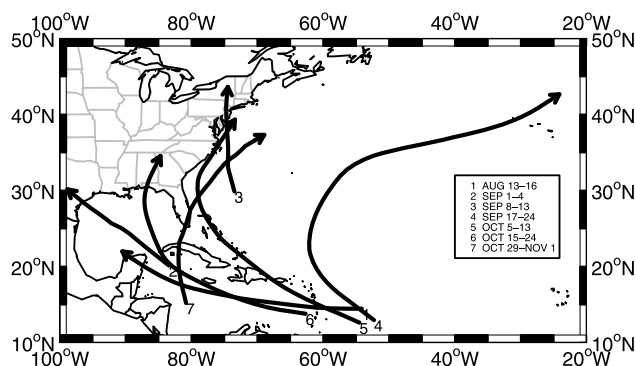 100°W 80°W 60°W 40°W 20°W
50°N 50°N
40°N 40°N
30°N 30°N
3
1 AUG 13–16
2 SEP 1–4
3 SEP 8–13
4 SEP 17–24
5 OCT 5–13
6 OCT 15–24
7 OCT 29–NOV 1
20°N 20°N
2
7
6
1
5 4
10°N 10°N
100°W 80°W 60°W 40°W 20°W